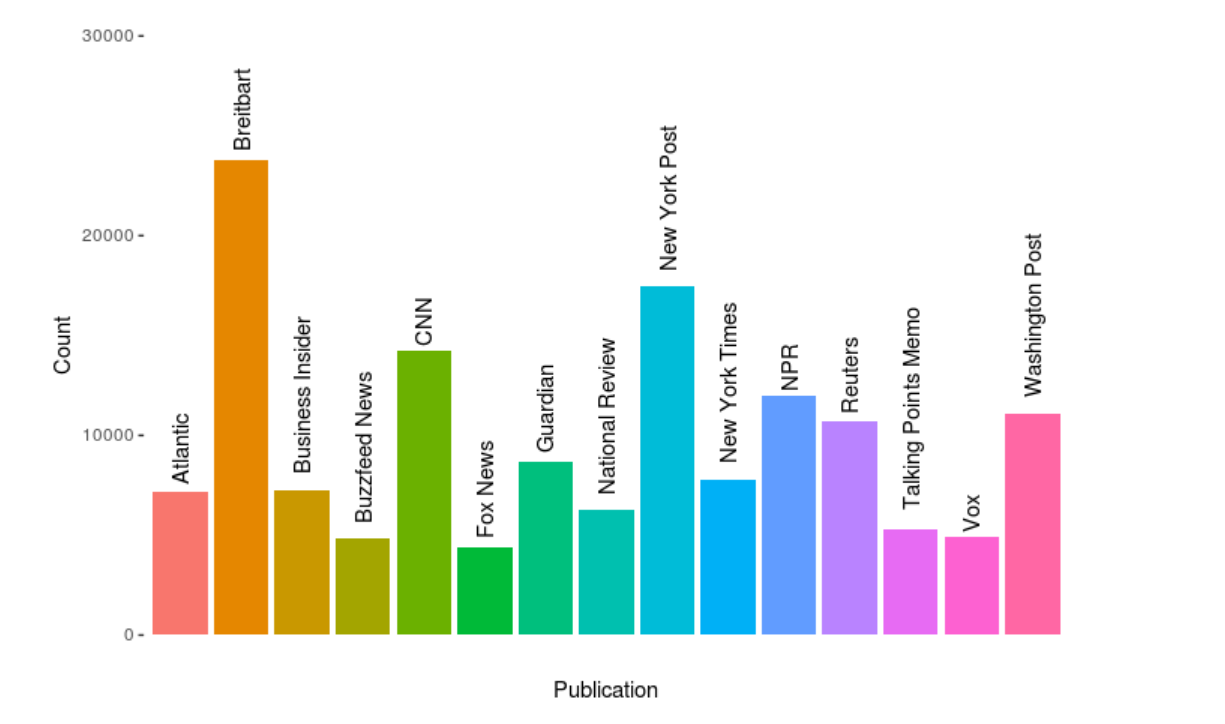 30000
20000
10000
0
Count
Atlantic
Breitbart
Business Insider
Buzzfeed News
CNN
Fox News
Guardian
National Review
New York Post
New York Times
NPR
Reuters
Talking Points Memo
Vox
Washington Post
Publication